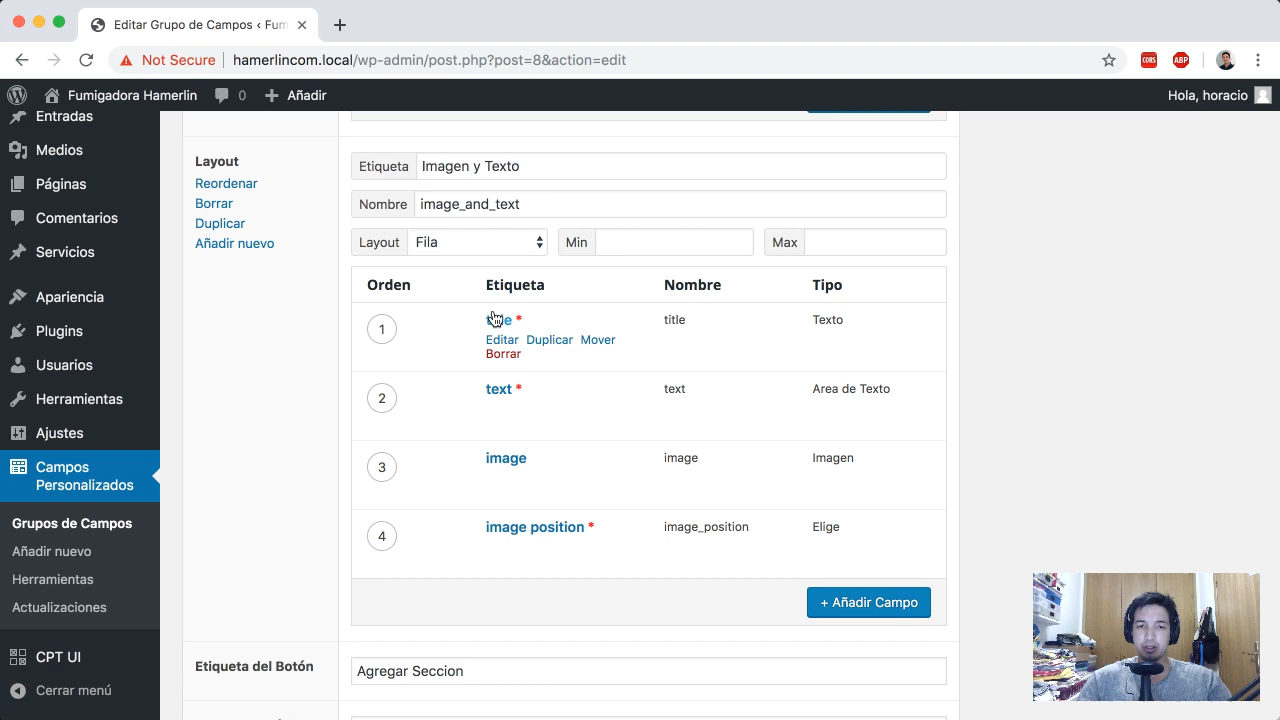 Editar Grupo de Campos ‹ Fum
Not Secure
hamerlincom.local/wp-admin/post.php?post=8&action=edit
CORS
ABP
Fumigadora Hamerlin
0
Añadir
Hola, horacio
Entradas
Medios
Páginas
Comentarios
Servicios
Apariencia
Plugins
Usuarios
Herramientas
Ajustes
Campos
Personalizados
Grupos de Campos
Añadir nuevo
Herramientas
Actualizaciones
CPT UI
Cerrar menú
Layout
Reordenar
Borrar
Duplicar
Añadir nuevo
Etiqueta Imagen y Texto
Nombre image_and_text
Layout Fila Min Max
Orden Etiqueta Nombre Tipo
1 title * title Texto
Editar Duplicar Mover
Borrar
2 text * text Area de Texto
3 image image Imagen
4 image position * image_position Elige
+ Añadir Campo
Etiqueta del Botón
Agregar Seccion